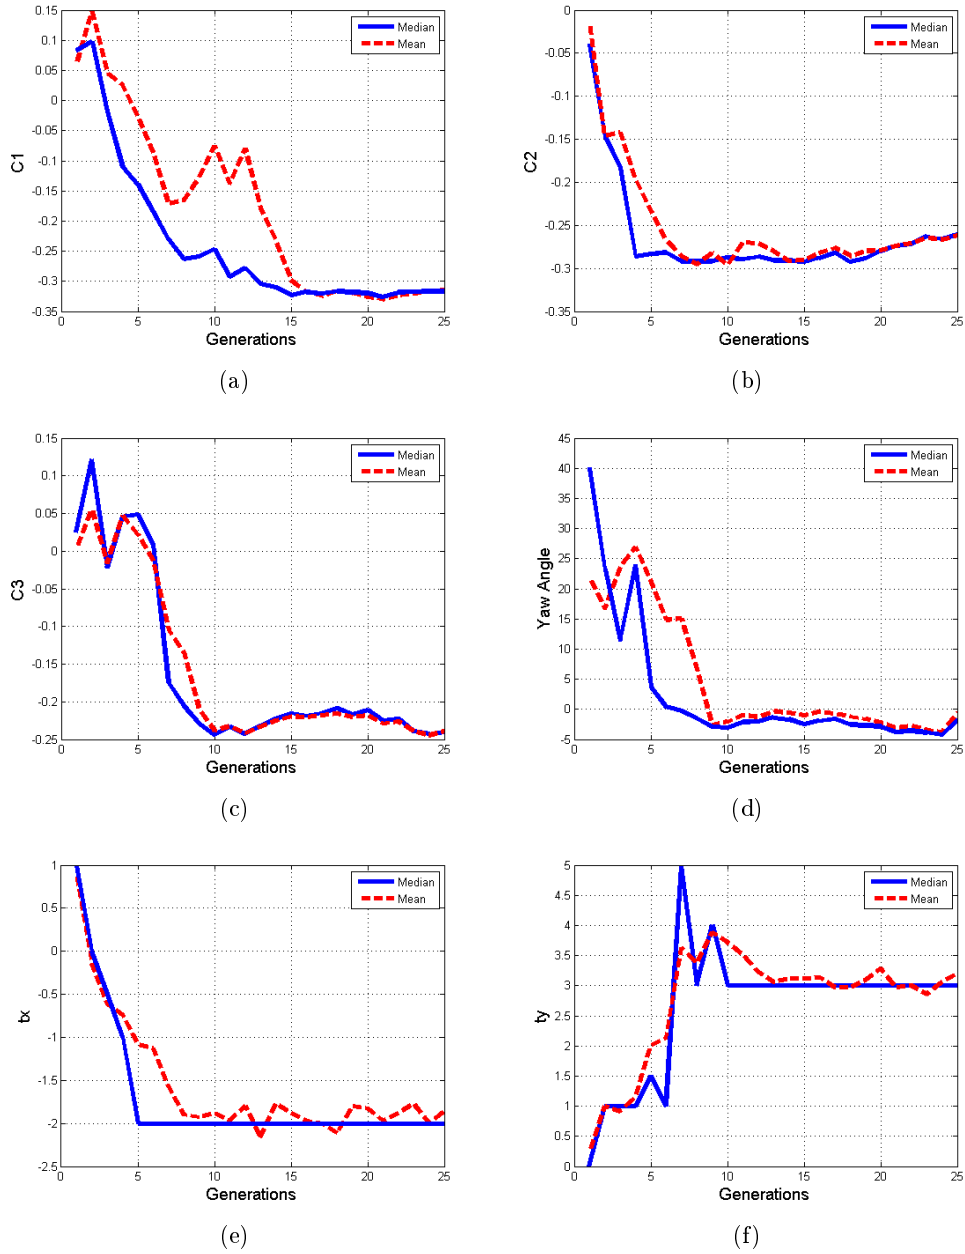 0.15
0.1
0.05
0
-0.05
-0.1
-0.15
-0.2
-0.25
-0.3
-0.35
C1
0 5 10 15 20 25
Generations
Median
Mean
(a)
0
-0.05
-0.1
-0.15
-0.2
-0.25
-0.3
-0.35
C2
0 5 10 15 20 25
Generations
Median
Mean
(b)
0.15
0.1
0.05
0
-0.05
-0.1
-0.15
-0.2
-0.25
C3
0 5 10 15 20 25
Generations
Median
Mean
(c)
45
40
35
30
25
20
15
10
5
0
-5
Yaw Angle
0 5 10 15 20 25
Generations
Median
Mean
(d)
1
0.5
0
-0.5
-1
-1.5
-2
-2.5
tx
0 5 10 15 20 25
Generations
Median
Mean
(e)
5
4.5
4
3.5
3
2.5
2
1.5
1
0.5
0
ty
0 5 10 15 20 25
Generations
Median
Mean
(f)